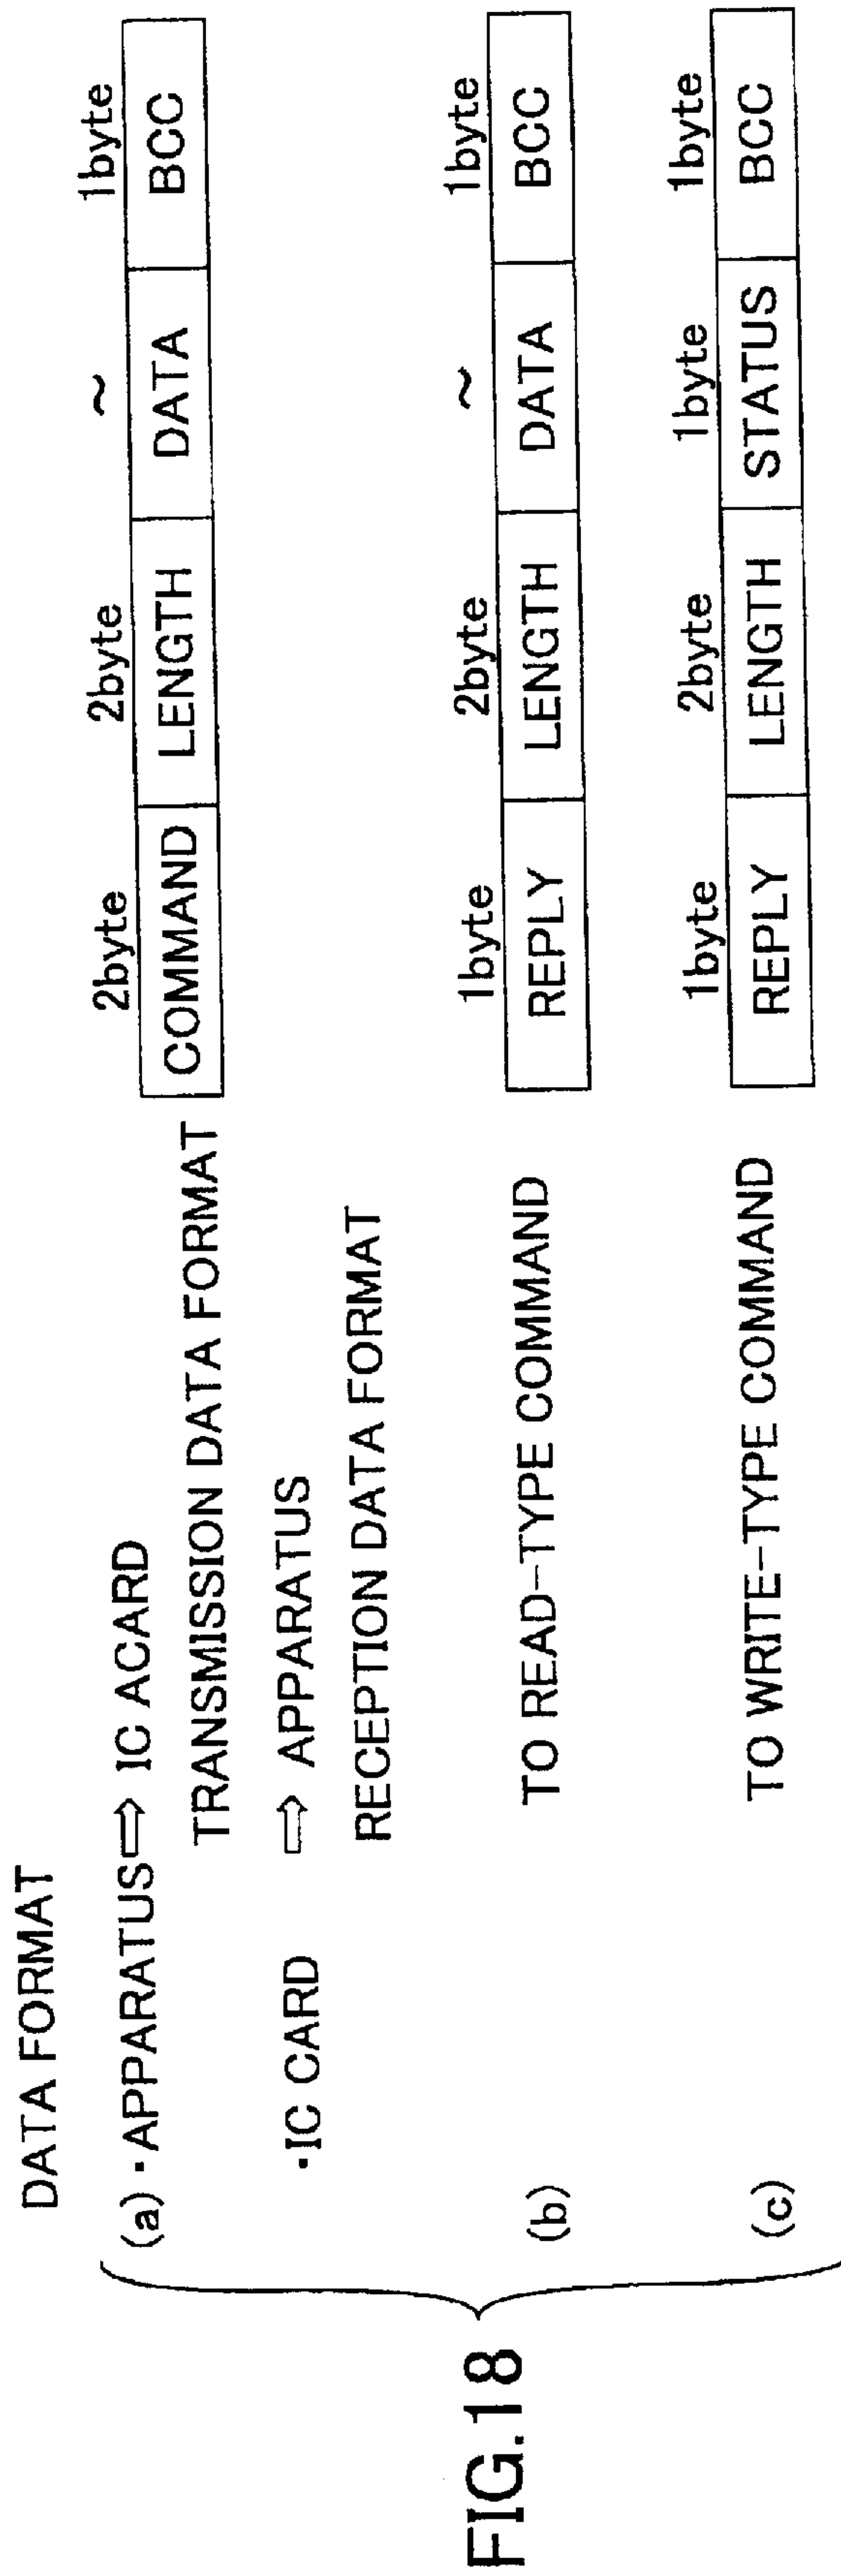 FIG.18
DATA FORMAT
(a) ·APPARATUS⇨ IC ACARD
TRANSMISSION DATA FORMAT
2byte 2byte ~ 1byte
COMMAND LENGTH DATA BCC
·IC CARD ⇨ APPARATUS
RECEPTION DATA FORMAT
(b) TO READ-TYPE COMMAND
1byte 2byte ~ 1byte
REPLY LENGTH DATA BCC
(c) TO WRITE-TYPE COMMAND
1byte 2byte 1byte 1byte
REPLY LENGTH STATUS BCC